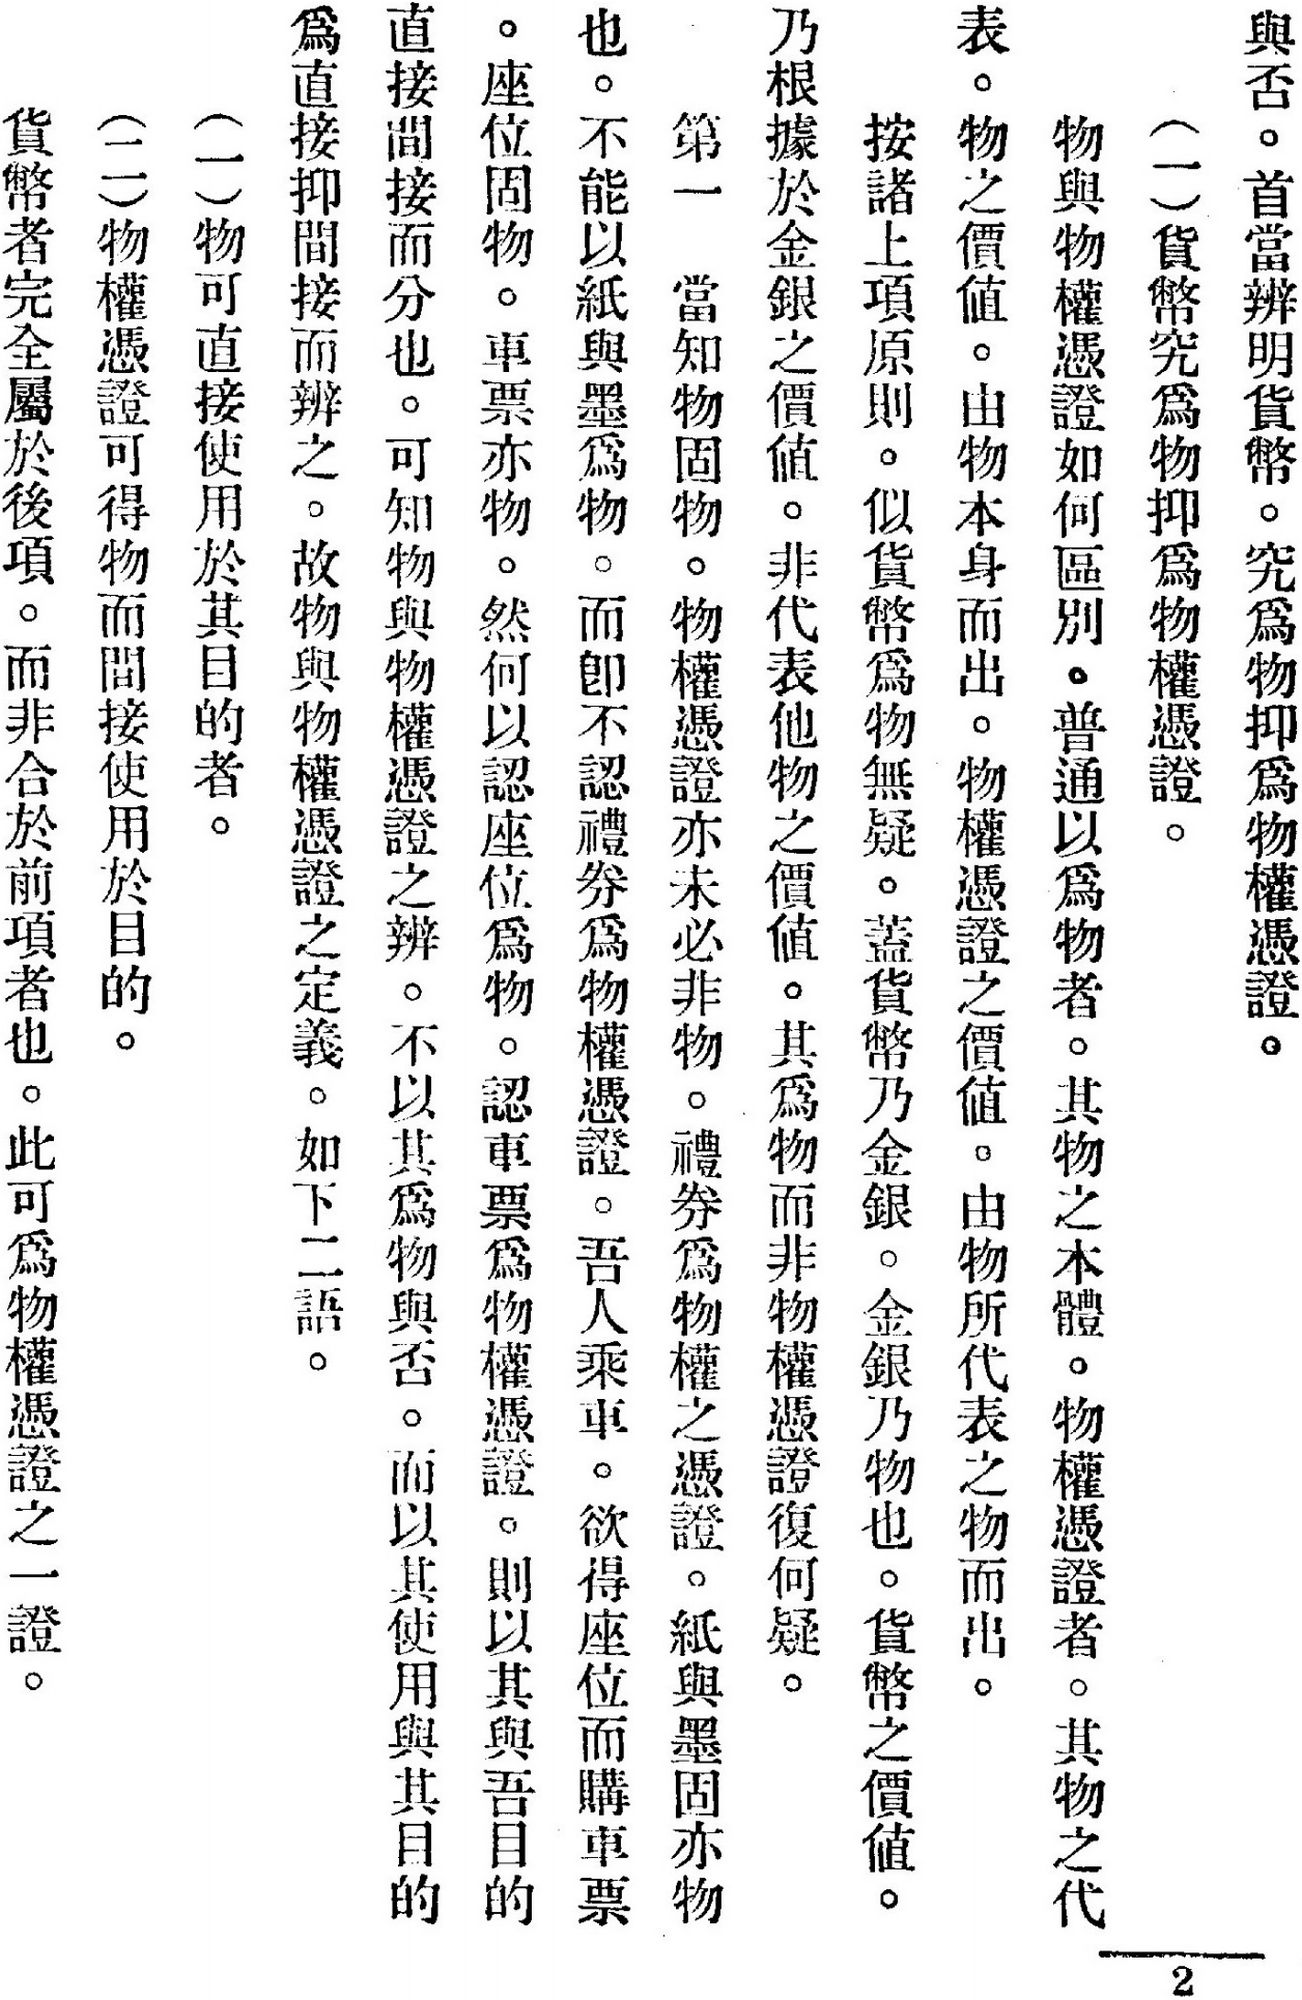 與否。首當辨明貨幣。究爲物抑爲物權憑證。
(一)貨幣究爲物抑爲物權憑證。
物與物權憑證如何區別。普通以爲物者。其物之本體。物權憑證者。其物之代
表。物之價值。由物本身而出。物權憑證之價值。由物所代表之物而出。
按諸上項原則。似貨幣爲物無疑。蓋貨幣乃金銀。金銀乃物也。貨幣之價值。
乃根據於金銀之價値。非代表他物之價値。其爲物而非物權憑證復何疑。
第一　當知物固物。物權憑證亦未必非物。禮券爲物權之憑證。紙與墨固亦物
也。不能以紙與墨爲物。而卽不認禮券爲物權憑證。吾人乘車。欲得座位而購車票
。座位固物。車票亦物。然何以認座位爲物。認車票爲物權憑證。則以其與吾目的
直接間接而分也。可知物與物權憑證之辨。不以其爲物與否。而以其使用與其目的
爲直接抑間接而辨之。故物與物權憑證之定義。如下二語。
(一)物可直接使用於其目的者。
(二)物權憑證可得物而間接使用於目的。
貨幣者完全屬於後項。而非合於前項者也。此可爲物權憑證之一證。
2